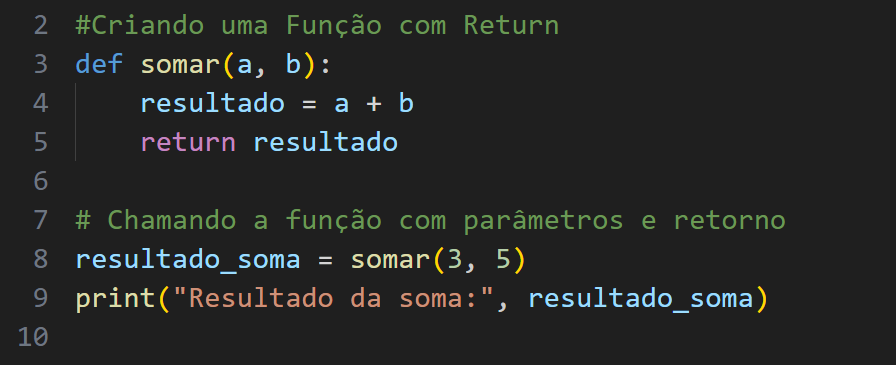 2 #Criando uma Função com Return
3 def somar(a, b):
4     resultado = a + b
5     return resultado
6
7 # Chamando a função com parâmetros e retorno
8 resultado_soma = somar(3, 5)
9 print("Resultado da soma:", resultado_soma)
10